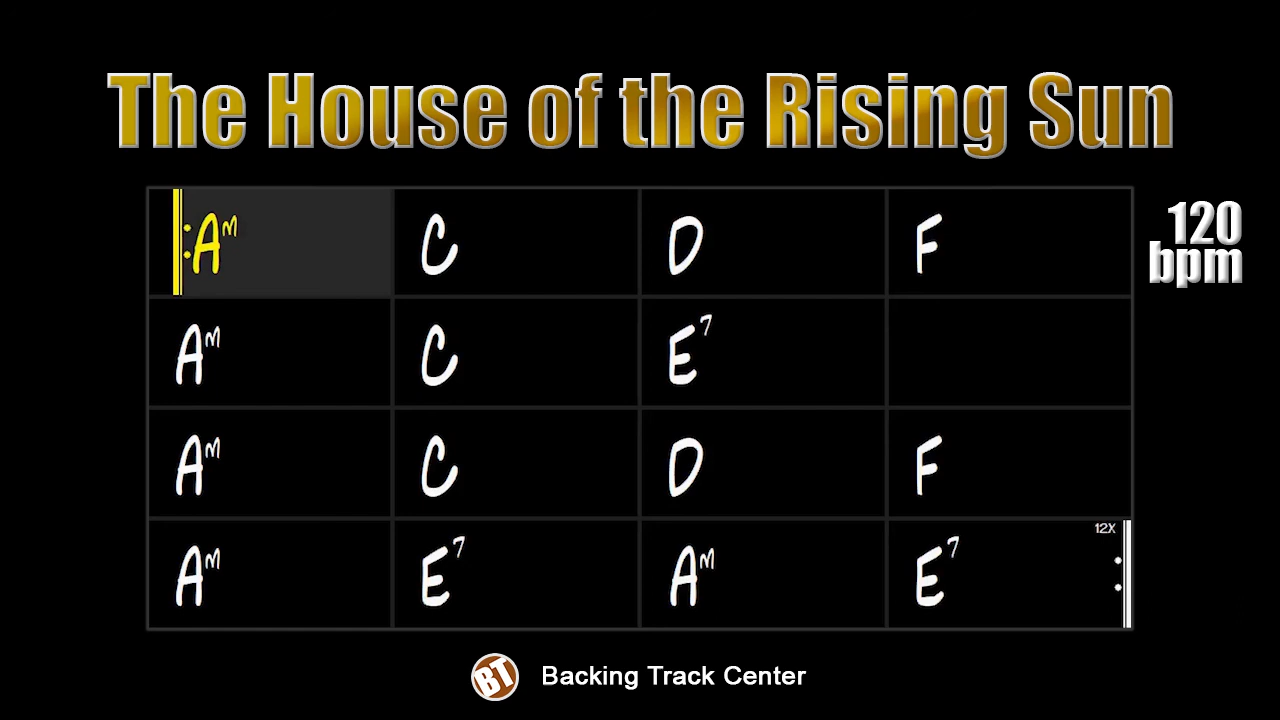 The House of the Rising Sun
Am C D F
120
bpm
Am C E7
Am C D F
12X
Am E7 Am E7
BT Backing Track Center